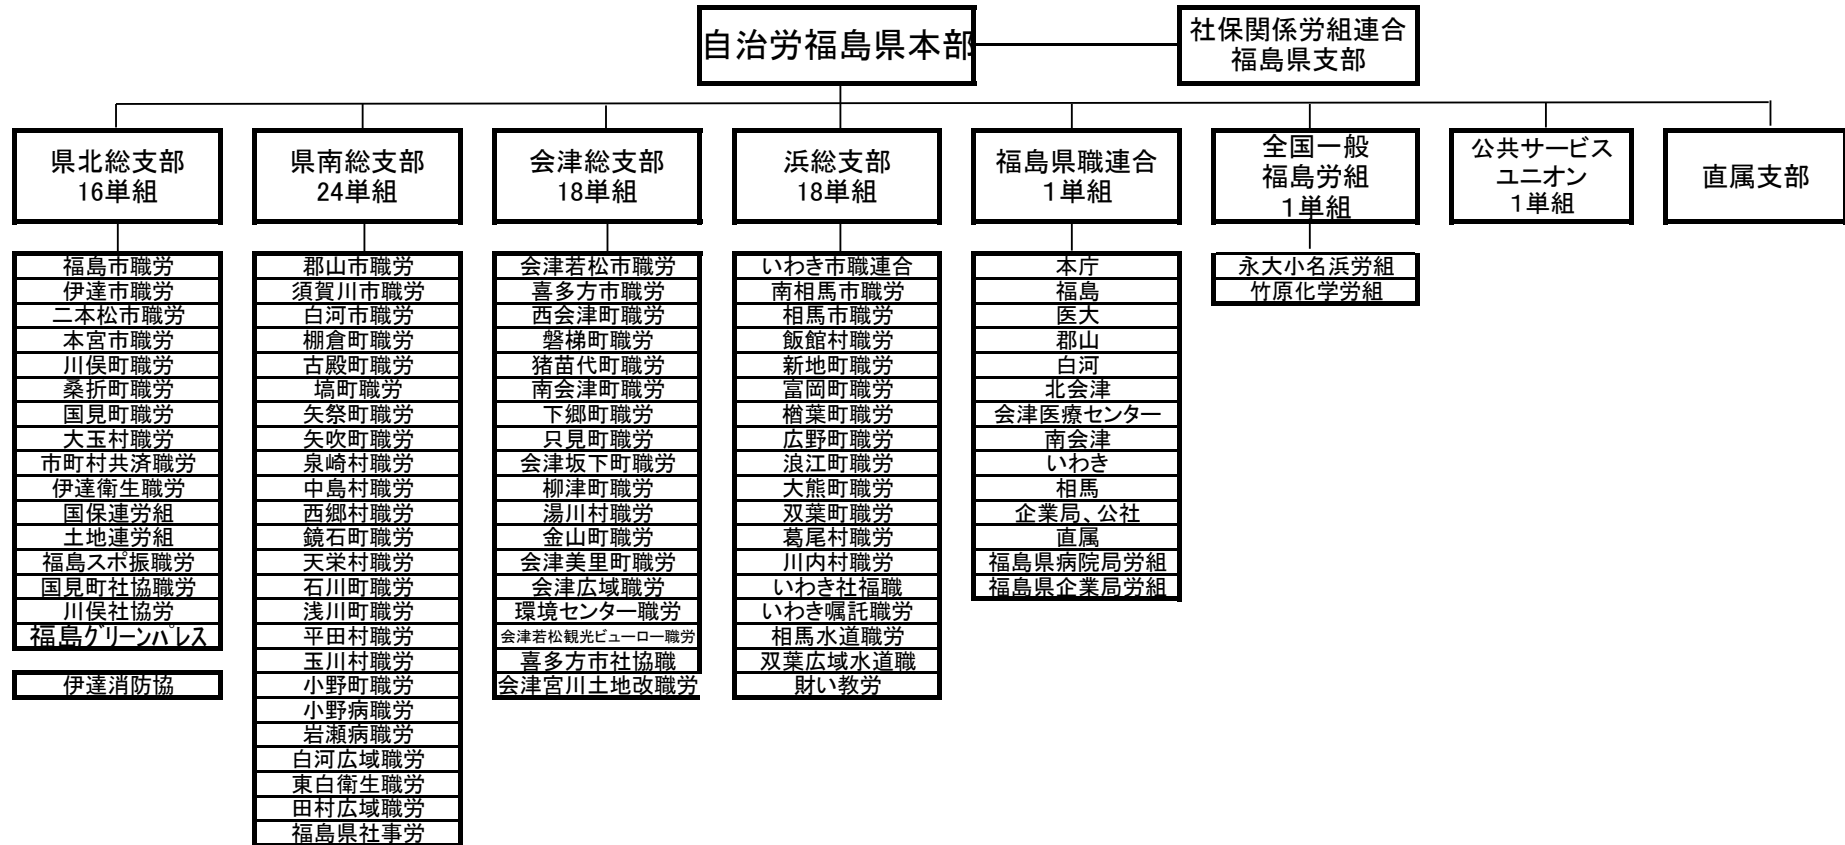 自治労福島県本部
社保関係労組連合
福島県支部
県北総支部
16単組
県南総支部
24単組
会津総支部
18単組
浜総支部
18単組
福島県職連合
1単組
全国一般
福島労組
1単組
公共サービス
ユニオン
1単組
直属支部
福島市職労
伊達市職労
二本松市職労
本宮市職労
川俣町職労
桑折町職労
国見町職労
大玉村職労
市町村共済職労
伊達衛生職労
国保連労組
土地連労組
福島スポ振職労
国見町社協職労
川俣社協労
福島グリーンパレス
伊達消防協
郡山市職労
須賀川市職労
白河市職労
棚倉町職労
古殿町職労
塙町職労
矢祭町職労
矢吹町職労
泉崎村職労
中島村職労
西郷村職労
鏡石町職労
天栄村職労
石川町職労
浅川町職労
平田村職労
玉川村職労
小野町職労
小野病職労
岩瀬病職労
白河広域職労
東白衛生職労
田村広域職労
福島県社事労
会津若松市職労
喜多方市職労
西会津町職労
磐梯町職労
猪苗代町職労
南会津町職労
下郷町職労
只見町職労
会津坂下町職労
柳津町職労
湯川村職労
金山町職労
会津美里町職労
会津広域職労
環境センター職労
会津若松観光ビューロー職労
喜多方市社協職
会津宮川土地改職労
いわき市職連合
南相馬市職労
相馬市職労
飯館村職労
新地町職労
富岡町職労
楢葉町職労
広野町職労
浪江町職労
大熊町職労
双葉町職労
葛尾村職労
川内村職労
いわき社福職
いわき嘱託職労
相馬水道職労
双葉広域水道職
財い教労
本庁
福島
医大
郡山
白河
北会津
会津医療センター
南会津
いわき
相馬
企業局、公社
直属
福島県病院局労組
福島県企業局労組
永大小名浜労組
竹原化学労組